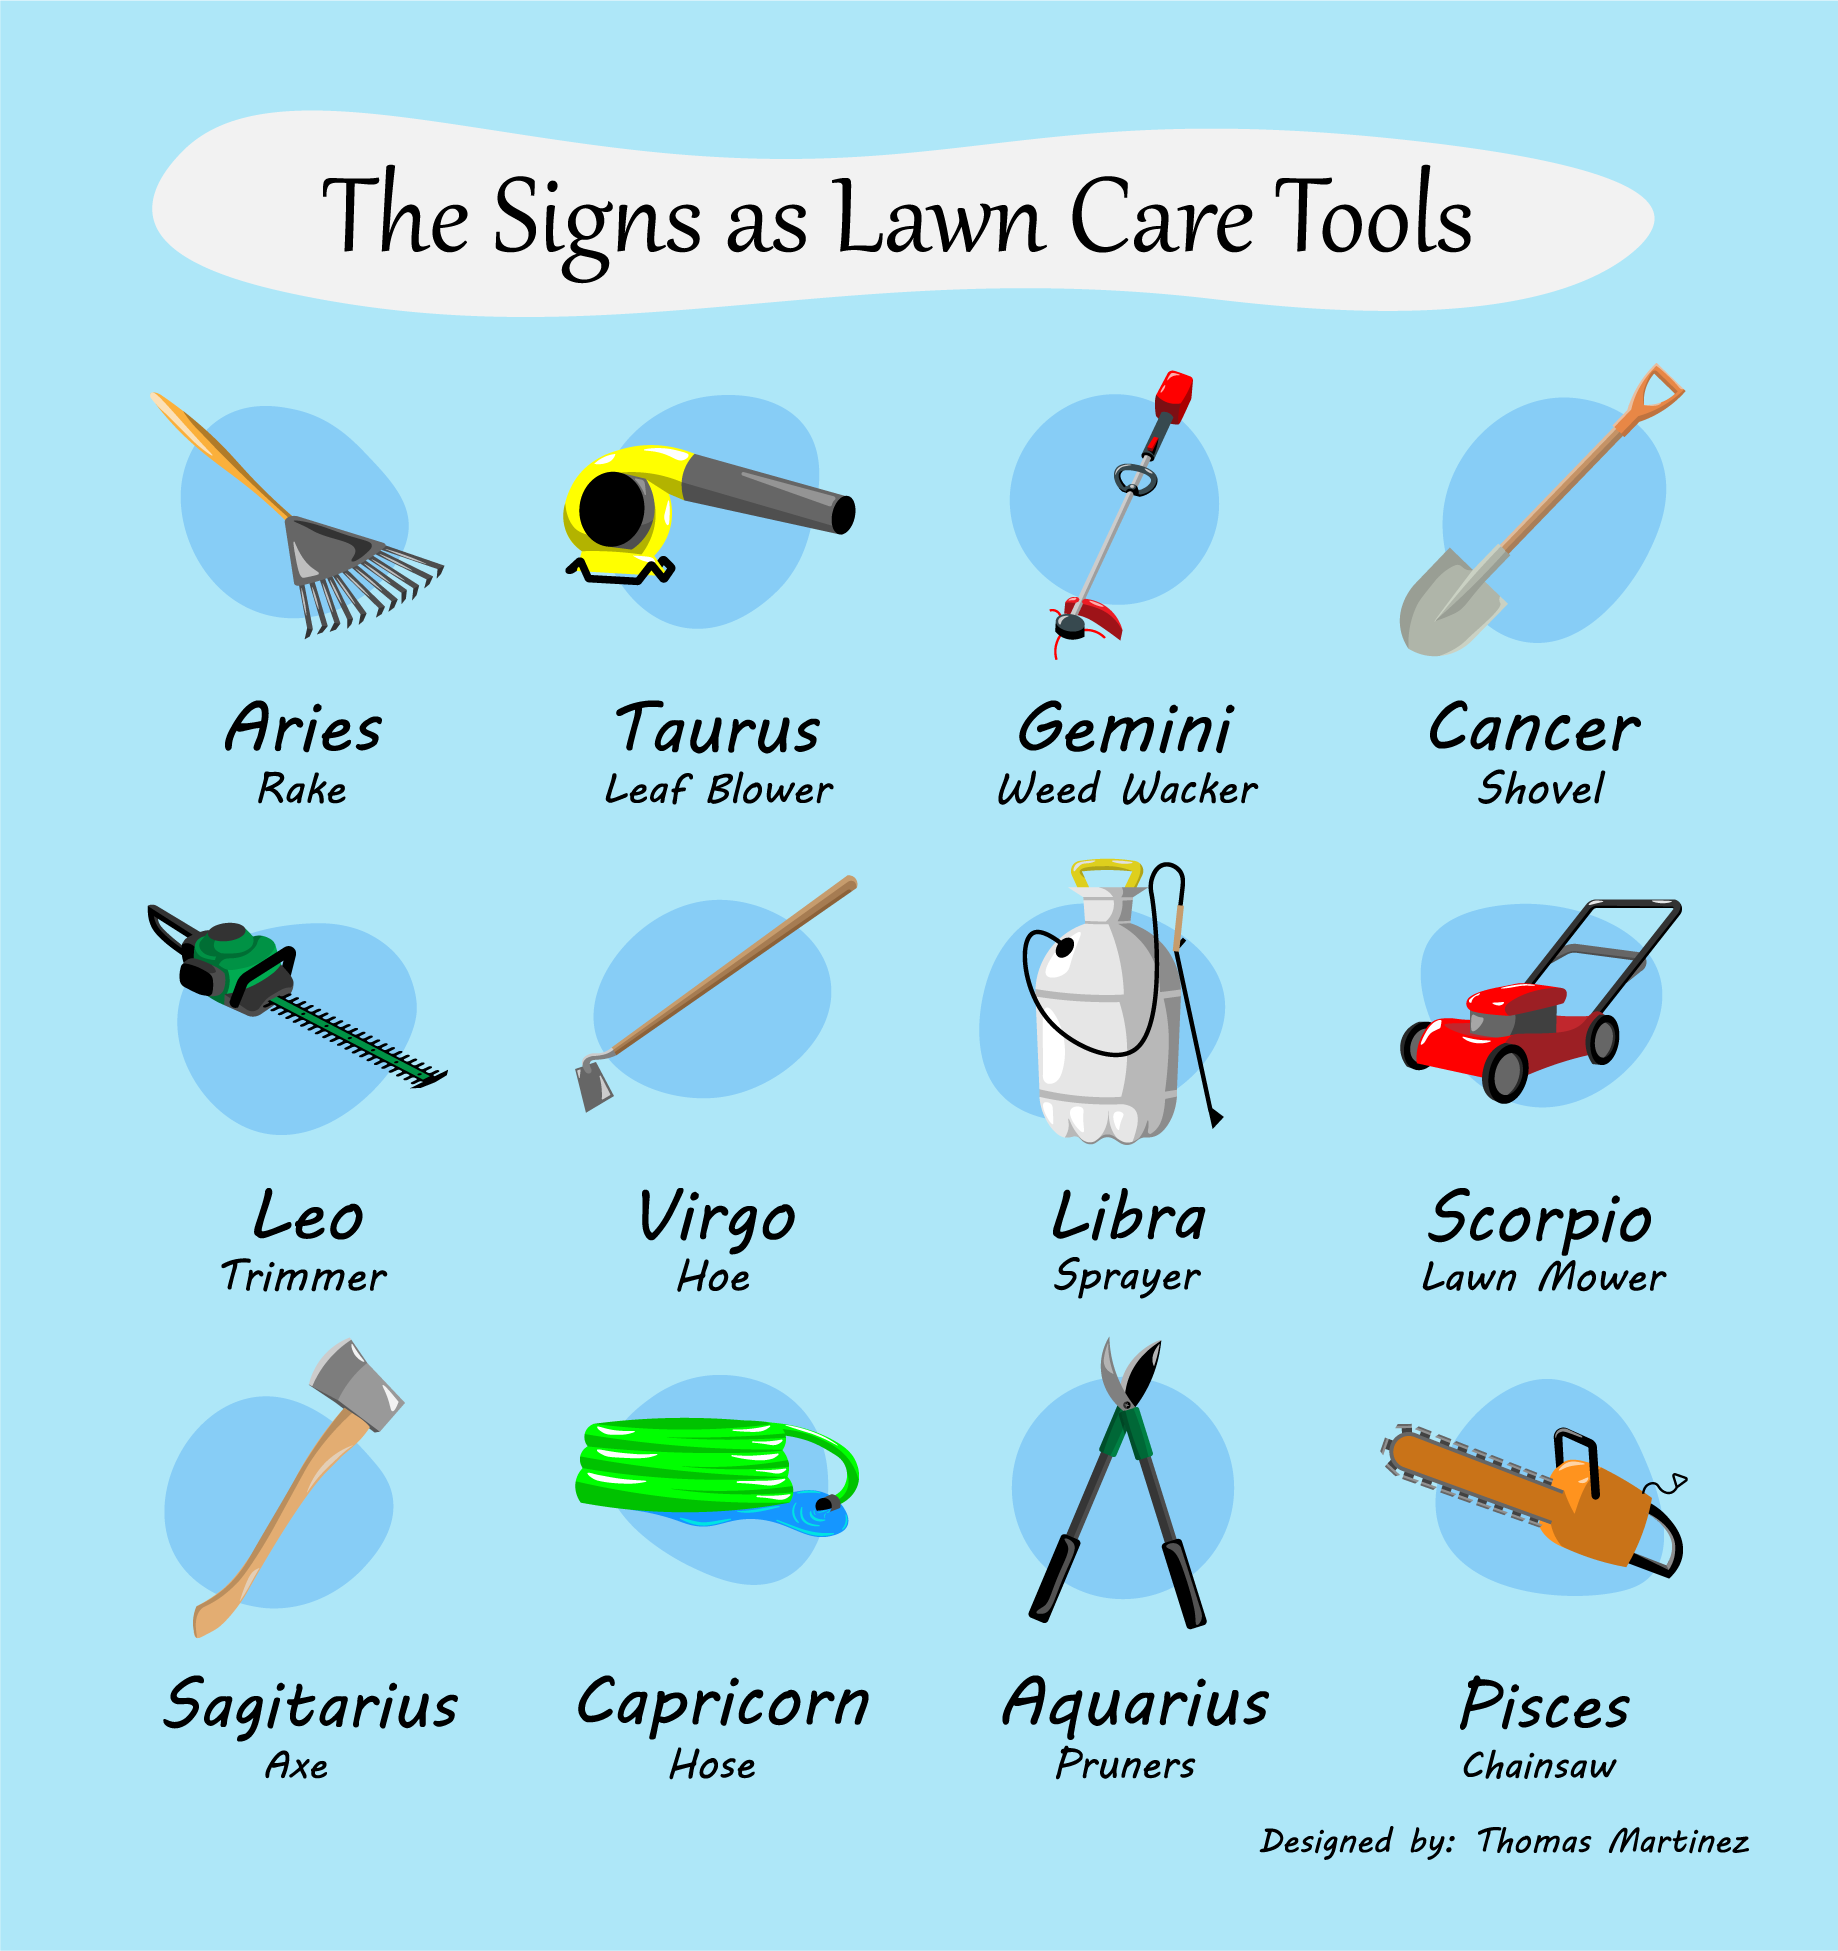 The Signs as Lawn Care Tools
Aries
Rake
Taurus
Leaf Blower
Gemini
Weed Wacker
Cancer
Shovel
Leo
Trimmer
Virgo
Hoe
Libra
Sprayer
Scorpio
Lawn Mower
Sagitarius
Axe
Capricorn
Hose
Aquarius
Pruners
Pisces
Chainsaw
Designed by: Thomas Martinez